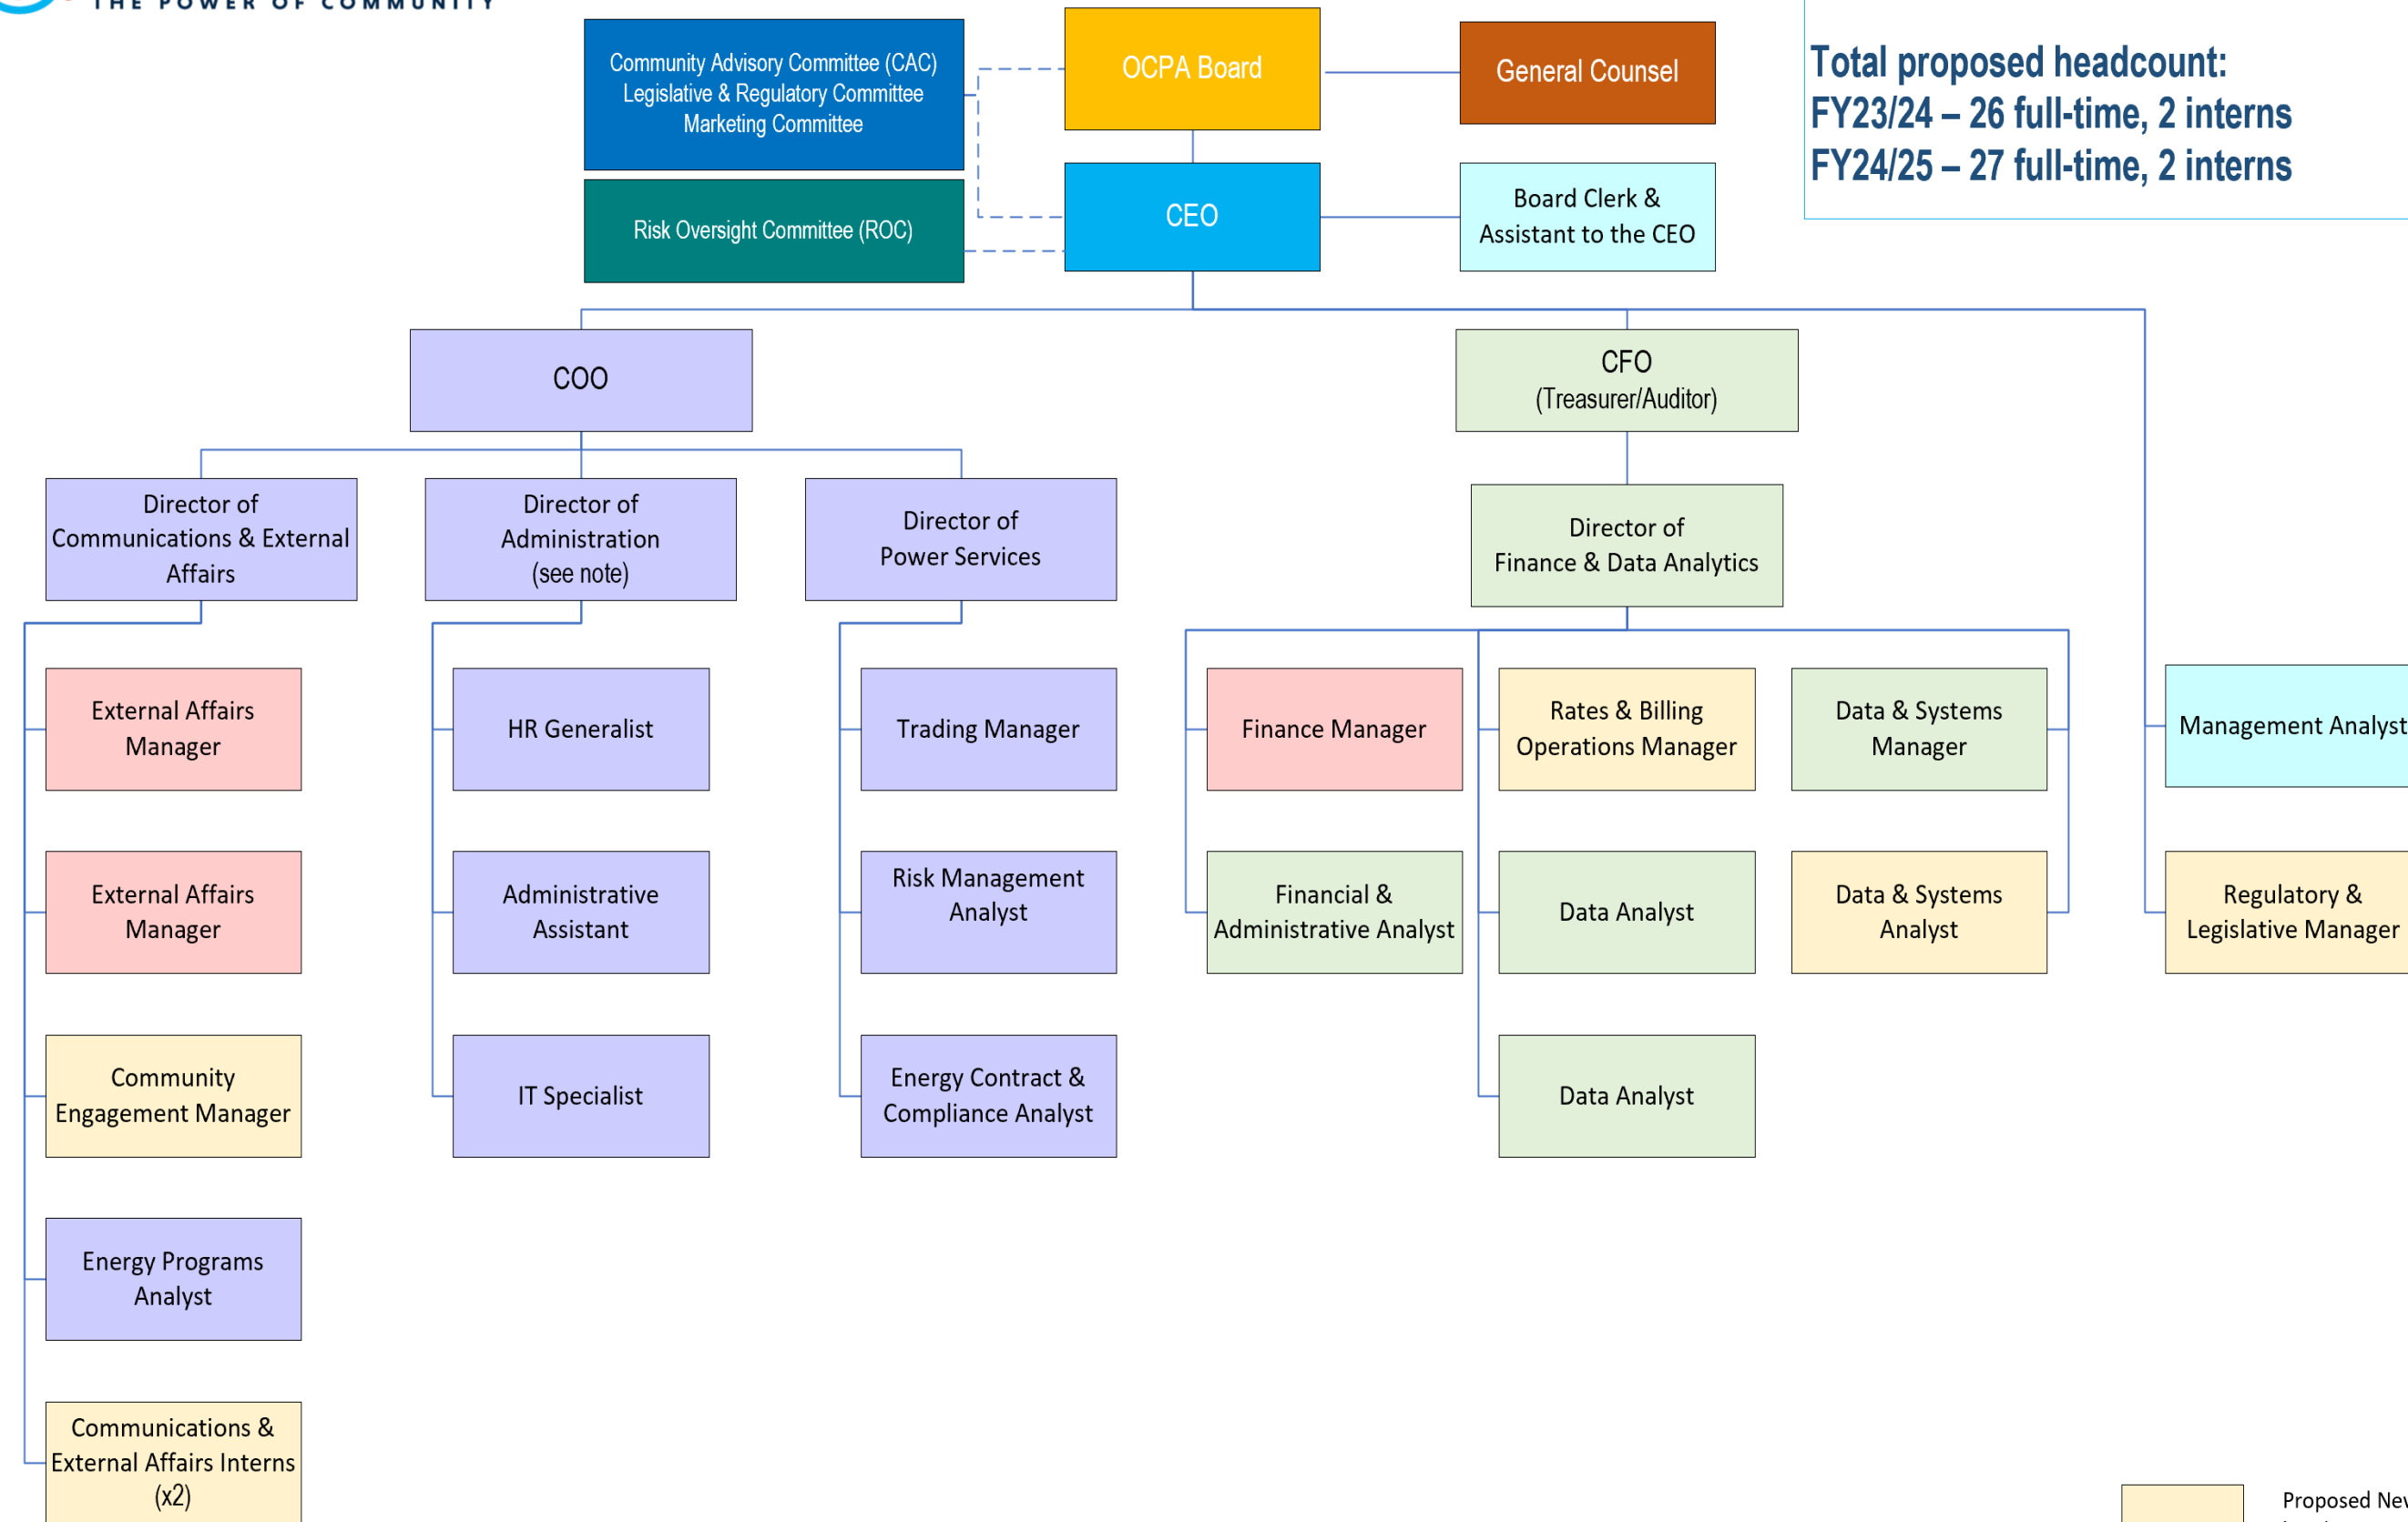 THE POWER OF COMMUNITY
Community Advisory Committee (CAC)
Legislative & Regulatory Committee
Marketing Committee
OCPA Board
General Counsel
Total proposed headcount:
FY23/24 – 26 full-time, 2 interns
FY24/25 – 27 full-time, 2 interns
Risk Oversight Committee (ROC)
CEO
Board Clerk &
Assistant to the CEO
COO
CFO
(Treasurer/Auditor)
Director of
Communications & External
Affairs
Director of
Administration
(see note)
Director of
Power Services
Director of
Finance & Data Analytics
External Affairs
Manager
HR Generalist
Trading Manager
Finance Manager
Rates & Billing
Operations Manager
Data & Systems
Manager
Management Analyst
External Affairs
Manager
Administrative
Assistant
Risk Management
Analyst
Financial &
Administrative Analyst
Data Analyst
Data & Systems
Analyst
Regulatory &
Legislative Manager
Community
Engagement Manager
IT Specialist
Energy Contract &
Compliance Analyst
Data Analyst
Energy Programs
Analyst
Communications &
External Affairs Interns
(x2)
Proposed